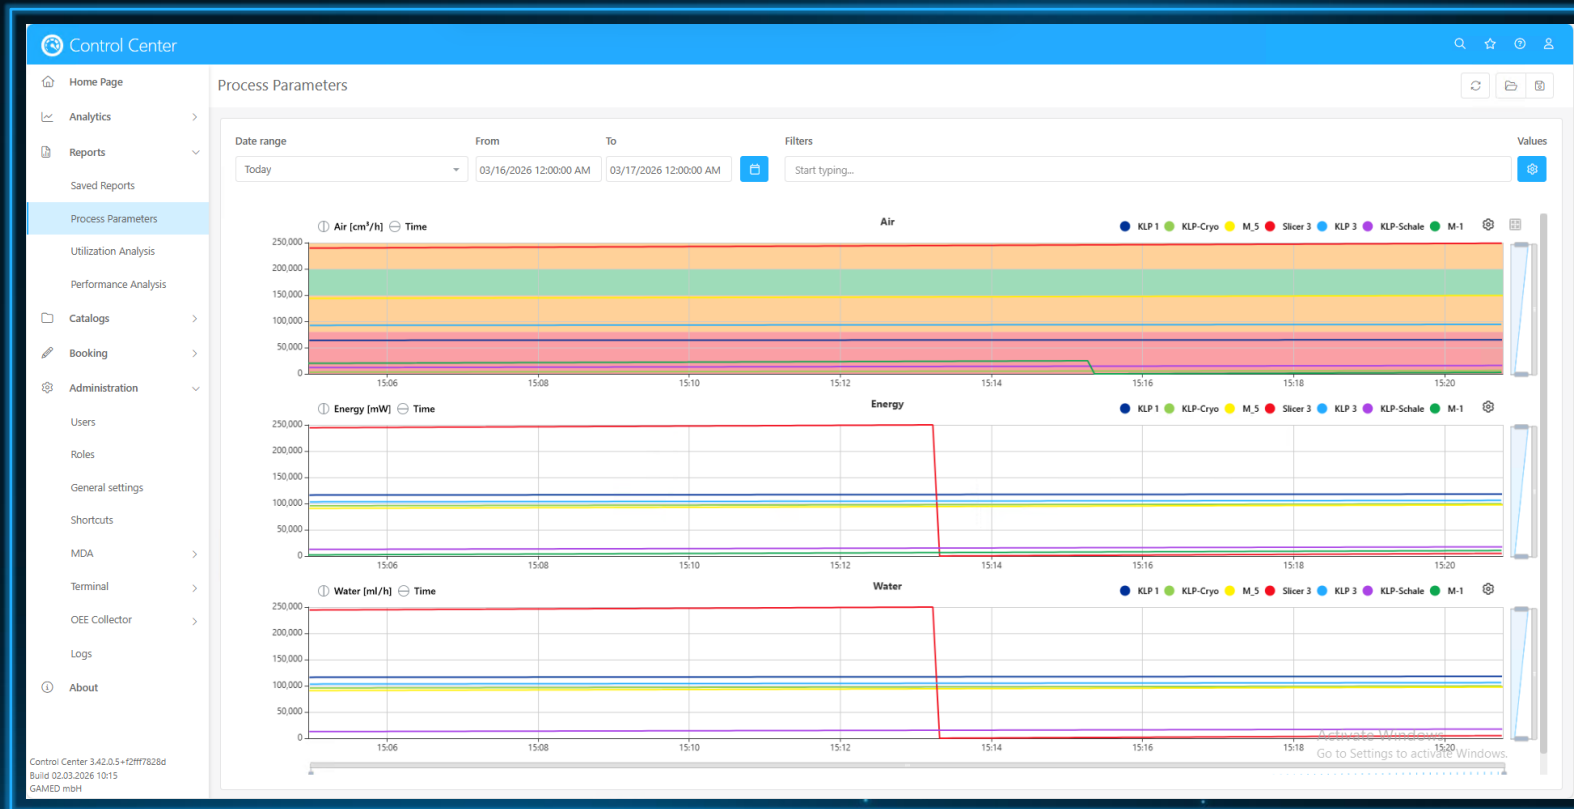 Control Center
Home Page
Analytics
Reports
Saved Reports
Process Parameters
Utilization Analysis
Performance Analysis
Catalogs
Booking
Administration
Users
Roles
General settings
Shortcuts
MDA
Terminal
OEE Collector
Logs
About
Control Center 3.42.0.5+f2fff7828d
Build 02.03.2026 10:15
GAMED mbH
Process Parameters
Date range From To Filters Values
Today 03/16/2026 12:00:00 AM 03/17/2026 12:00:00 AM Start typing...
Air [cm³/h] Time Air KLP 1 KLP-Cryo M_5 Slicer 3 KLP 3 KLP-Schale M-1
250,000
200,000
150,000
100,000
50,000
0
15:06 15:08 15:10 15:12 15:14 15:16 15:18 15:20
Energy [mW] Time Energy KLP 1 KLP-Cryo M_5 Slicer 3 KLP 3 KLP-Schale M-1
250,000
200,000
150,000
100,000
50,000
0
15:06 15:08 15:10 15:12 15:14 15:16 15:18 15:20
Water [ml/h] Time Water KLP 1 KLP-Cryo M_5 Slicer 3 KLP 3 KLP-Schale M-1
250,000
200,000
150,000
100,000
50,000
0
15:06 15:08 15:10 15:12 15:14 15:16 15:18 15:20
Activate Windows
Go to Settings to activate Windows.